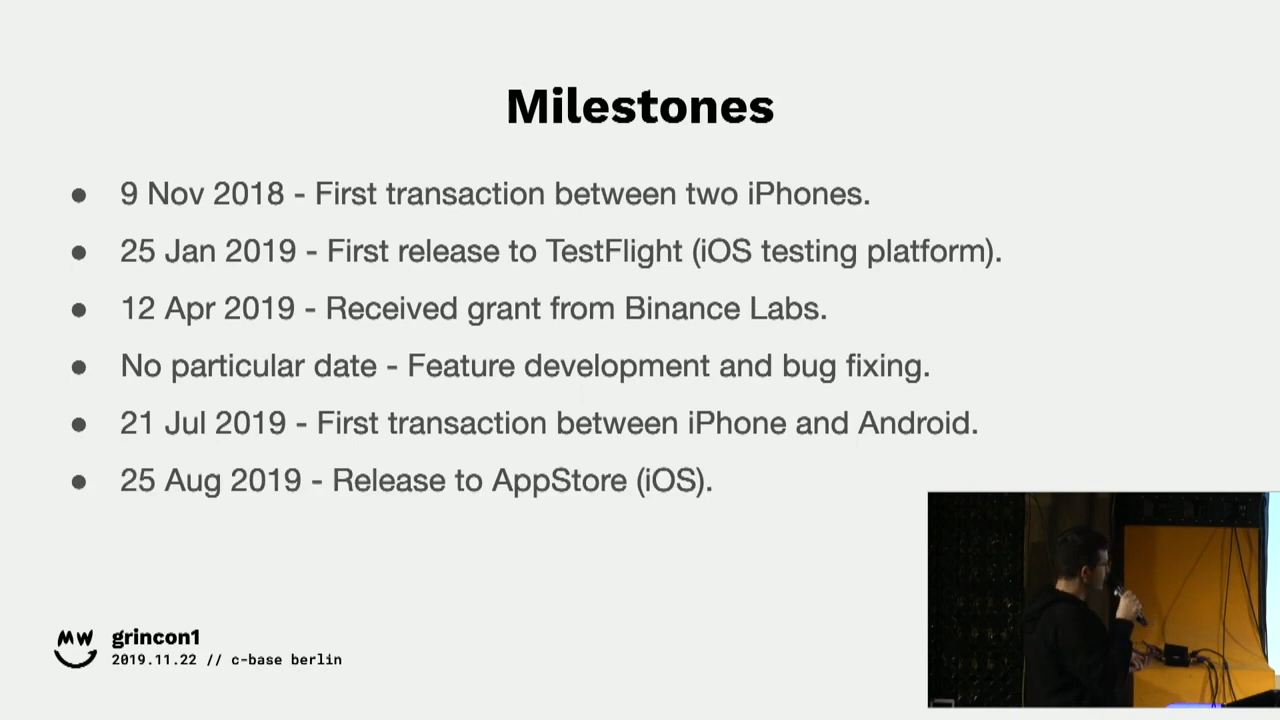 Milestones
● 9 Nov 2018 - First transaction between two iPhones.
● 25 Jan 2019 - First release to TestFlight (iOS testing platform).
● 12 Apr 2019 - Received grant from Binance Labs.
● No particular date - Feature development and bug fixing.
● 21 Jul 2019 - First transaction between iPhone and Android.
● 25 Aug 2019 - Release to AppStore (iOS).
MW
grincon1
2019.11.22 // c-base berlin